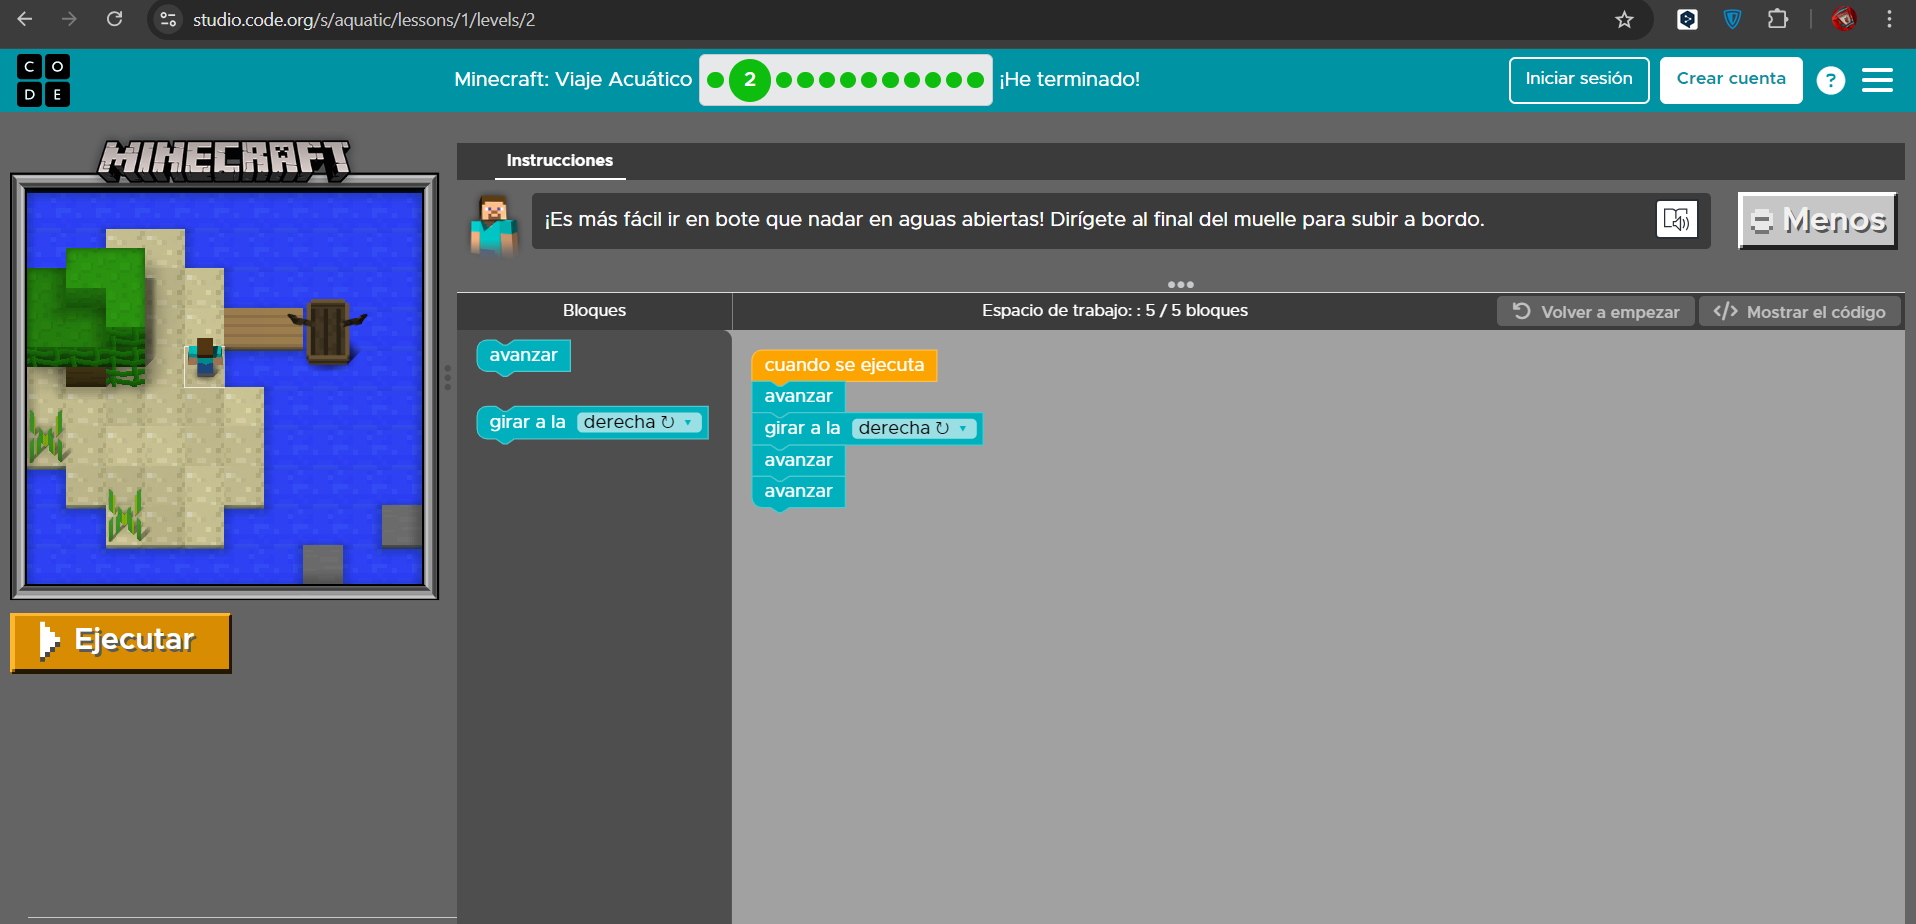 studio.code.org/s/aquatic/lessons/1/levels/2
C O
D E
Minecraft: Viaje Acuático
2
¡He terminado!
Iniciar sesión
Crear cuenta
?
MINECRAFT
Instrucciones
¡Es más fácil ir en bote que nadar en aguas abiertas! Dirígete al final del muelle para subir a bordo.
Menos
Bloques
Espacio de trabajo: : 5 / 5 bloques
Volver a empezar
</> Mostrar el código
avanzar
girar a la derecha ↻
cuando se ejecuta
avanzar
girar a la derecha ↻
avanzar
avanzar
Ejecutar